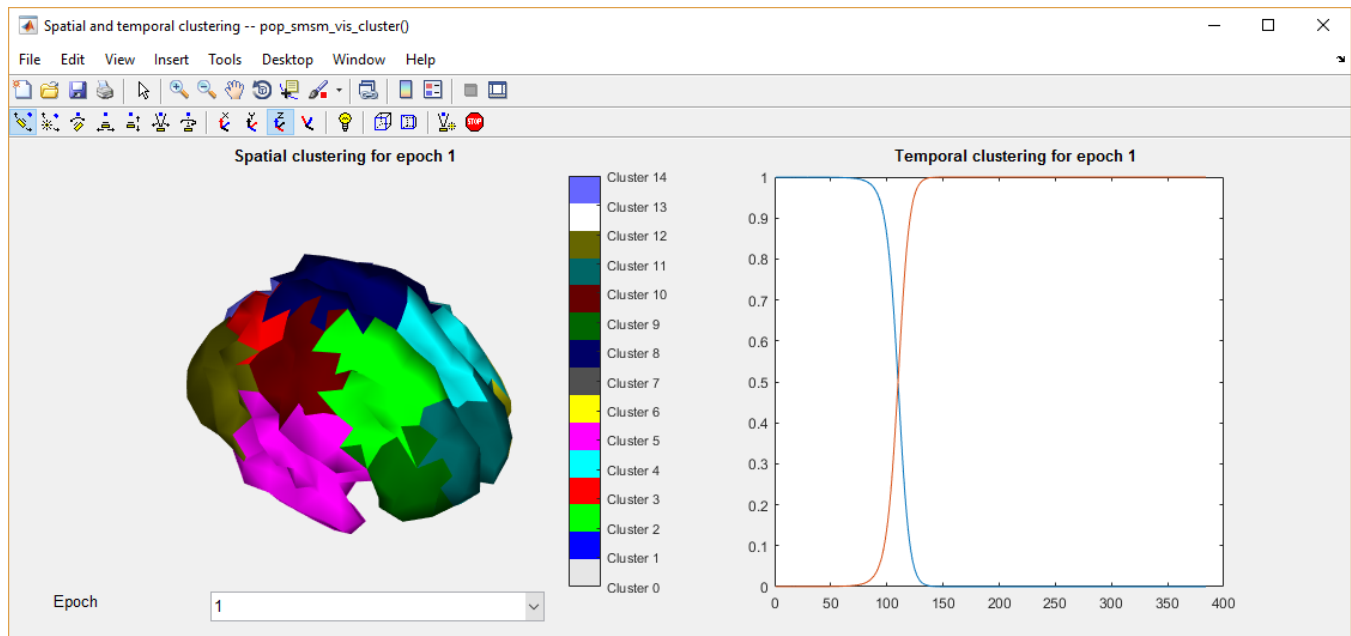 Spatial and temporal clustering -- pop_smsm_vis_cluster()
File Edit View Insert Tools Desktop Window Help
X Y Z
STOP
Spatial clustering for epoch 1
Cluster 14
Cluster 13
Cluster 12
Cluster 11
Cluster 10
Cluster 9
Cluster 8
Cluster 7
Cluster 6
Cluster 5
Cluster 4
Cluster 3
Cluster 2
Cluster 1
Cluster 0
Temporal clustering for epoch 1
1
0.9
0.8
0.7
0.6
0.5
0.4
0.3
0.2
0.1
0
0 50 100 150 200 250 300 350 400
Epoch
1